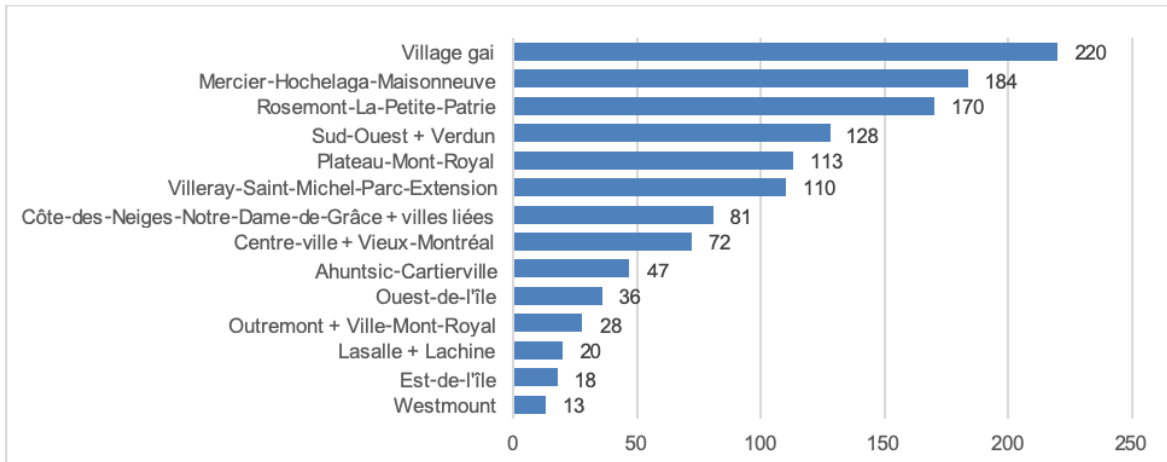 Village gai 220
Mercier-Hochelaga-Maisonneuve 184
Rosemont-La-Petite-Patrie 170
Sud-Ouest + Verdun 128
Plateau-Mont-Royal 113
Villeray-Saint-Michel-Parc-Extension 110
Côte-des-Neiges-Notre-Dame-de-Grâce + villes liées 81
Centre-ville + Vieux-Montréal 72
Ahuntsic-Cartierville 47
Ouest-de-l'île 36
Outremont + Ville-Mont-Royal 28
Lasalle + Lachine 20
Est-de-l'île 18
Westmount 13
0 50 100 150 200 250